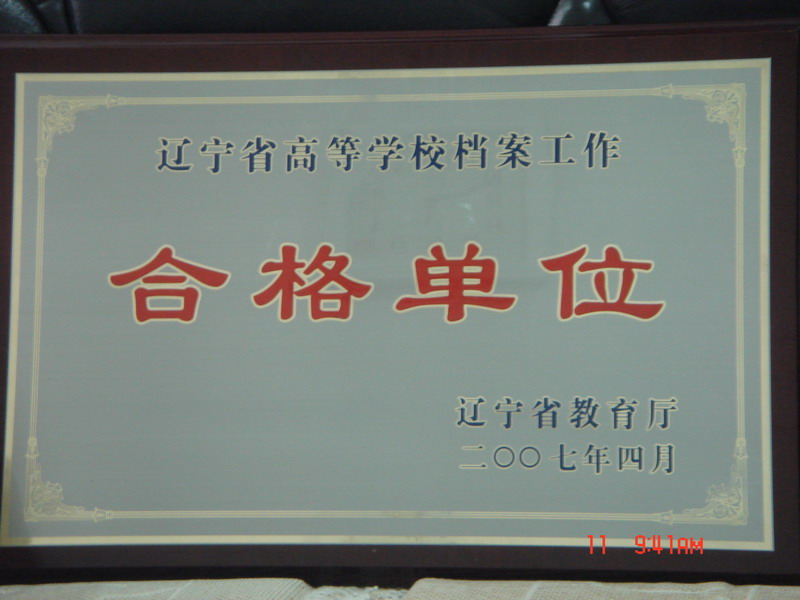 辽宁省高等学校档案工作
合格单位
辽宁省教育厅
二〇〇七年四月
11 9:41AM